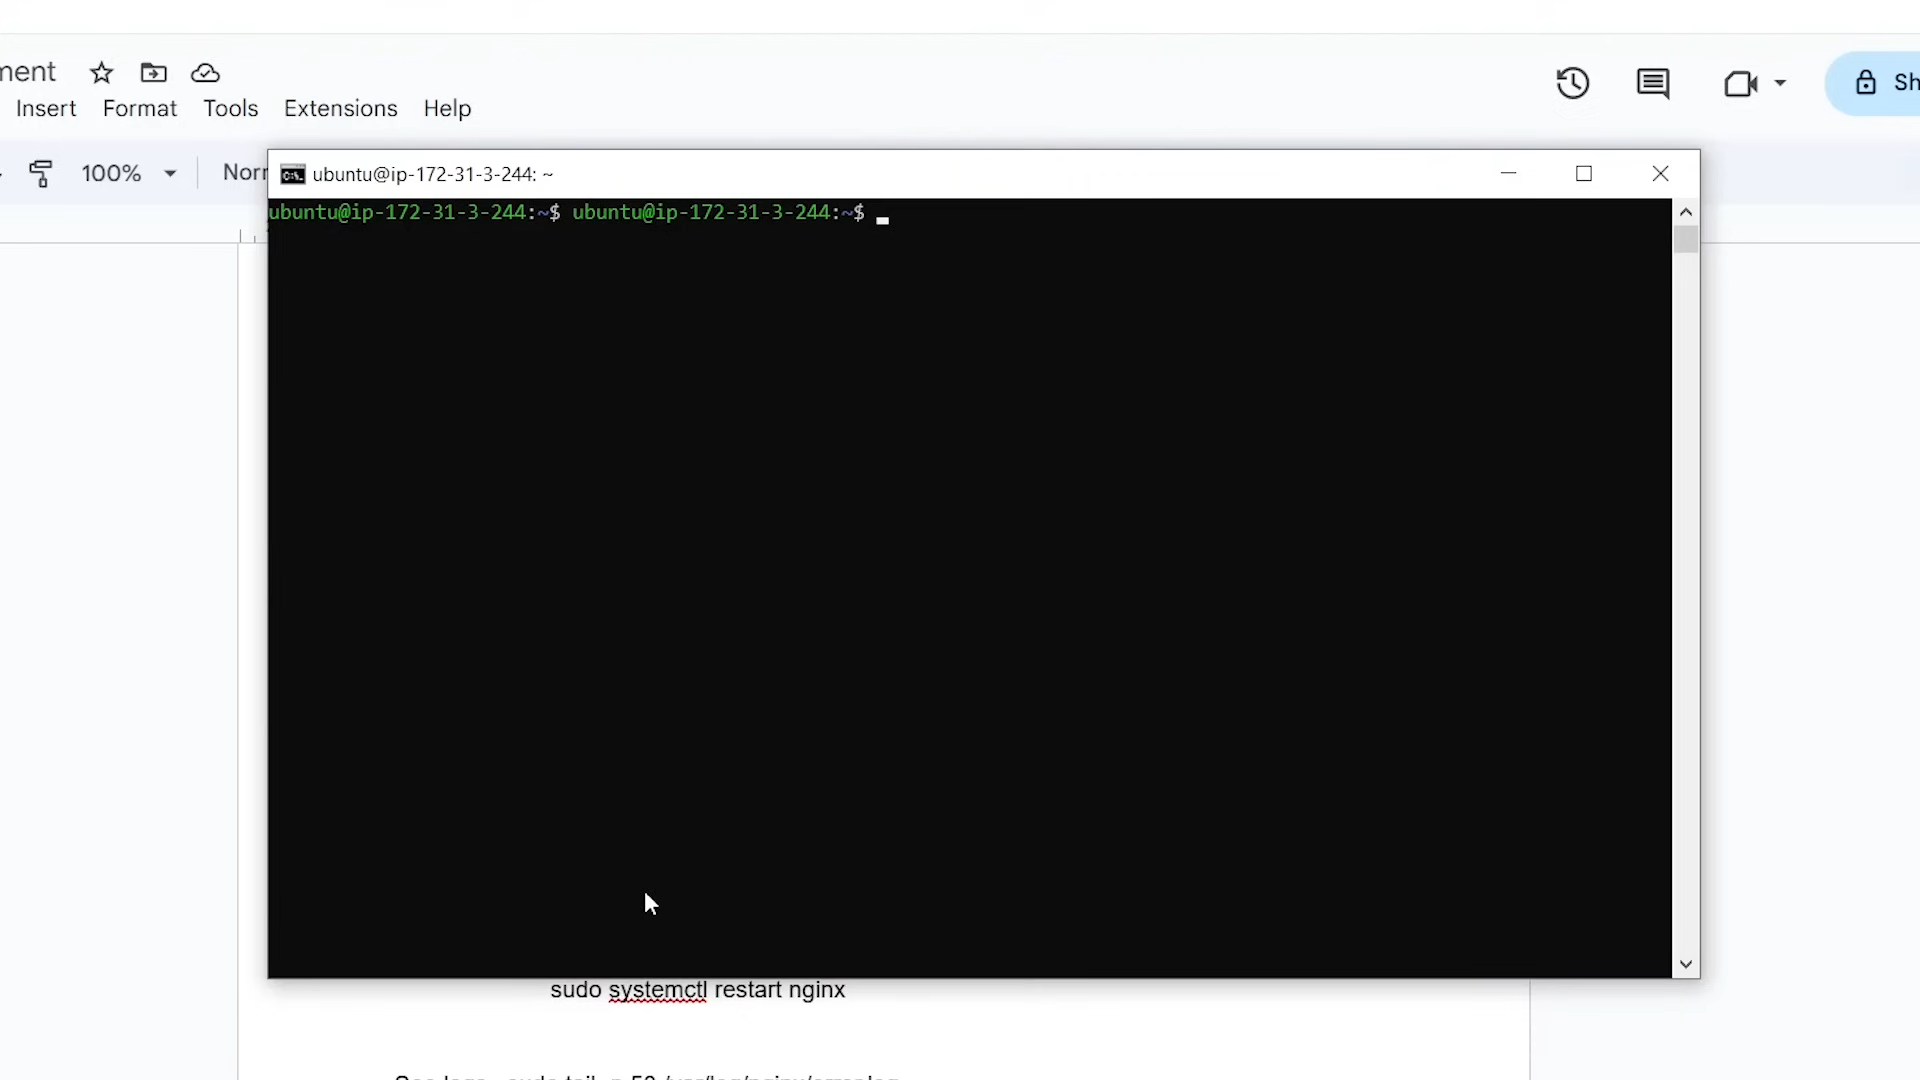 ment
Insert Format Tools Extensions Help
Sh
100%
Norr
ubuntu@ip-172-31-3-244: ~
ubuntu@ip-172-31-3-244:~$ ubuntu@ip-172-31-3-244:~$
sudo systemctl restart nginx